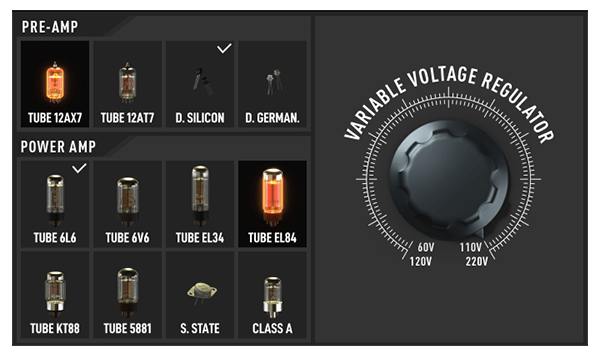 PRE-AMP
TUBE 12AX7
TUBE 12AT7
D. SILICON
D. GERMAN.
POWER AMP
TUBE 6L6
TUBE 6V6
TUBE EL34
TUBE EL84
TUBE KT88
TUBE 5881
S. STATE
CLASS A
VARIABLE VOLTAGE REGULATOR
60V 110V
120V 220V